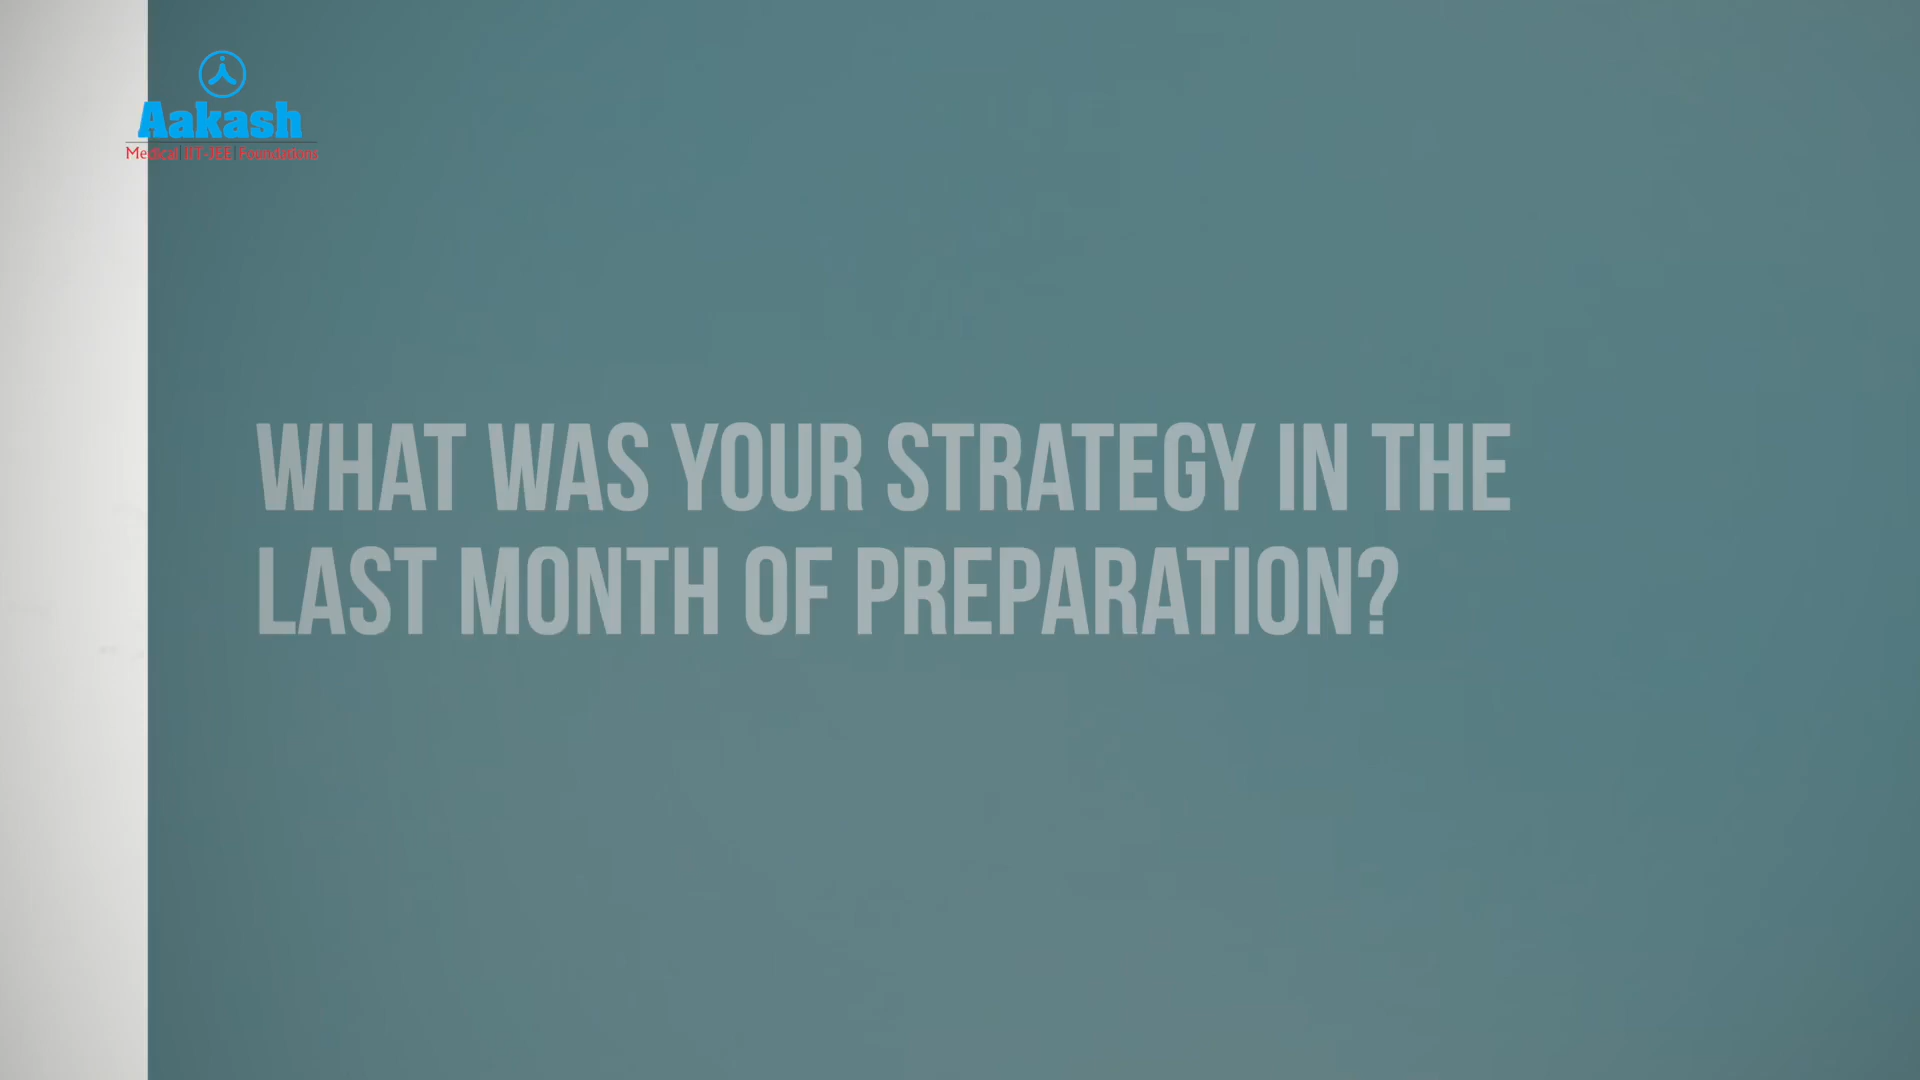 Aakash
Medical | IIT-JEE | Foundations
WHAT WAS YOUR STRATEGY IN THE
LAST MONTH OF PREPARATION?